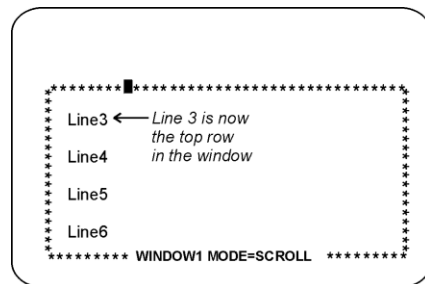 Line3 Line 3 is now
the top row
Line4 in the window
Line5
Line6
WINDOW1 MODE=SCROLL